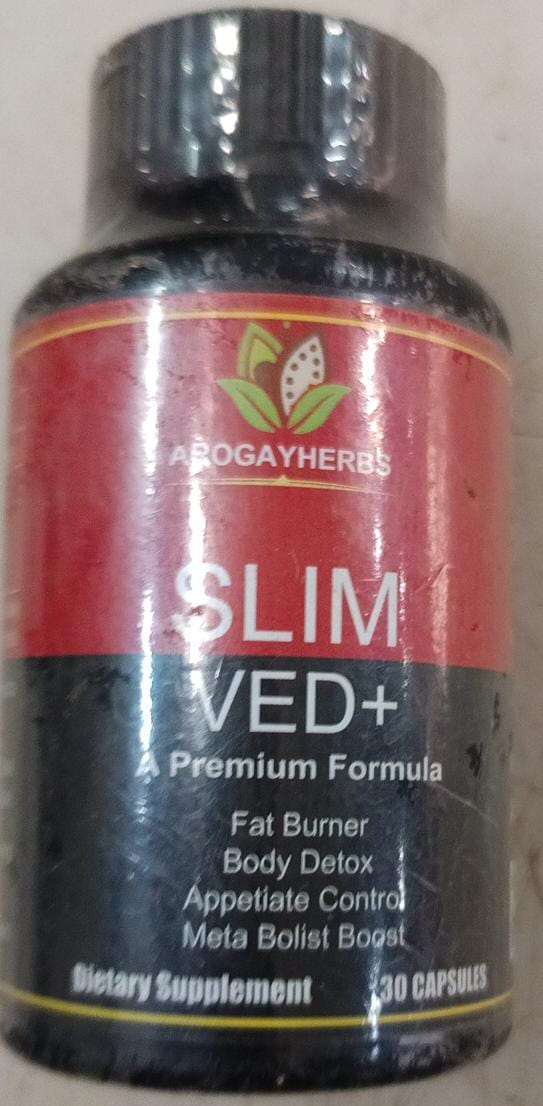 AROGAYHERBS
SLIM
VED+
A Premium Formula
Fat Burner
Body Detox
Appetiate Control
Meta Bolist Boost
Dietary Supplement
30 CAPSULES